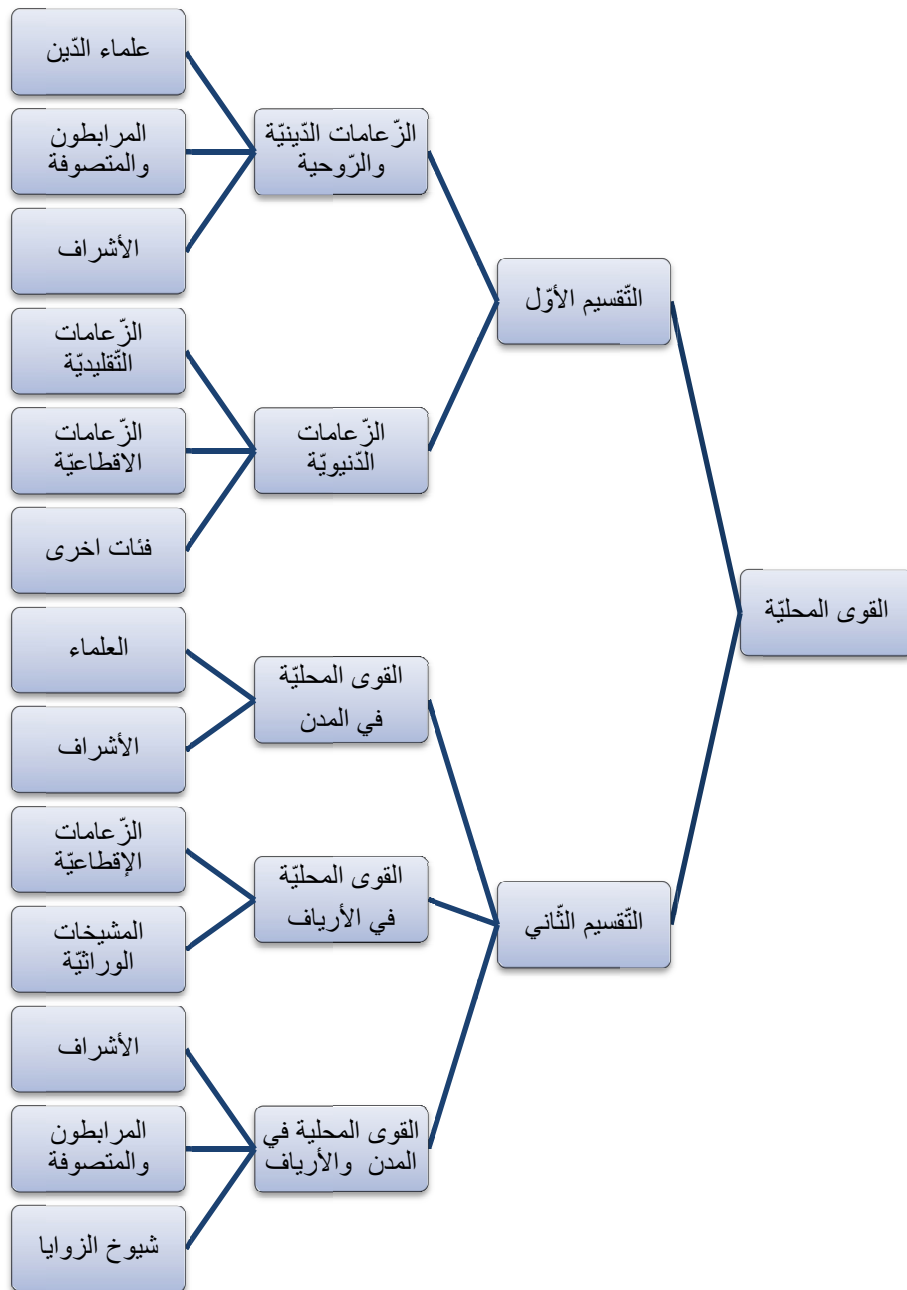 القوى المحليّة
التّقسيم الأوّل
الزّعامات الدّينيّة
والرّوحية
علماء الدّين
المرابطون
والمتصوفة
الأشراف
الزّعامات
الدّنيويّة
الزّعامات
التّقليديّة
الزّعامات
الاقطاعيّة
فئات اخرى
التّقسيم الثّاني
القوى المحليّة
في المدن
العلماء
الأشراف
القوى المحليّة
في الأرياف
الزّعامات
الإقطاعيّة
المشيخات
الوراثيّة
القوى المحلية في
المدن والأرياف
الأشراف
المرابطون
والمتصوفة
شيوخ الزوايا